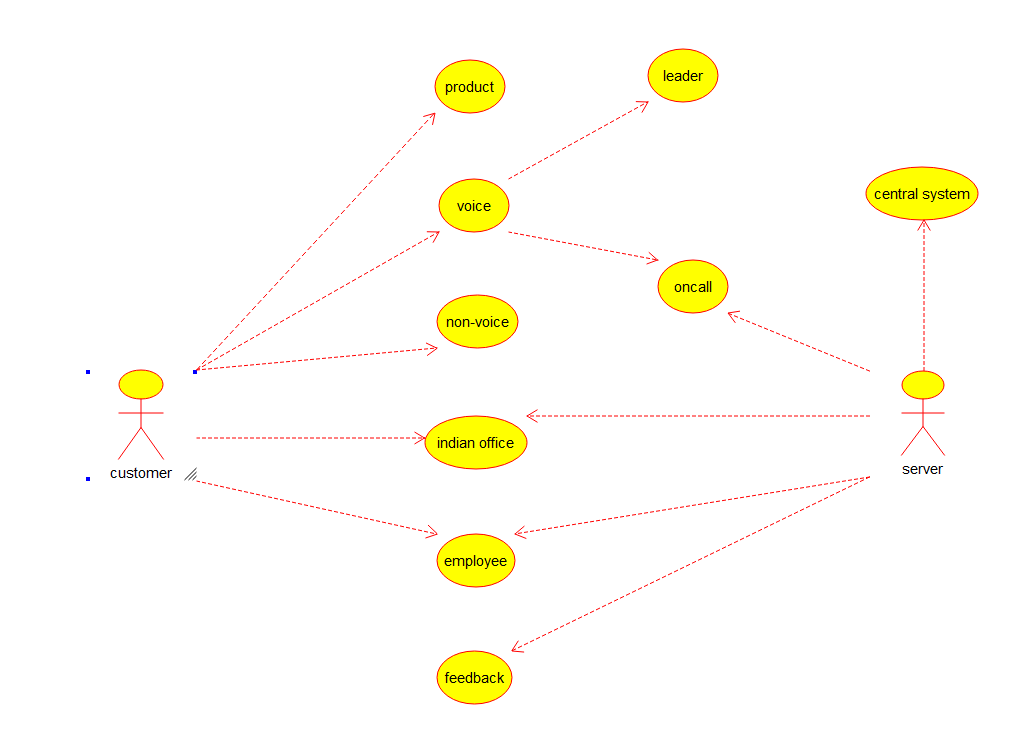 leader
product
central system
voice
oncall
non-voice
indian office
customer
server
employee
feedback